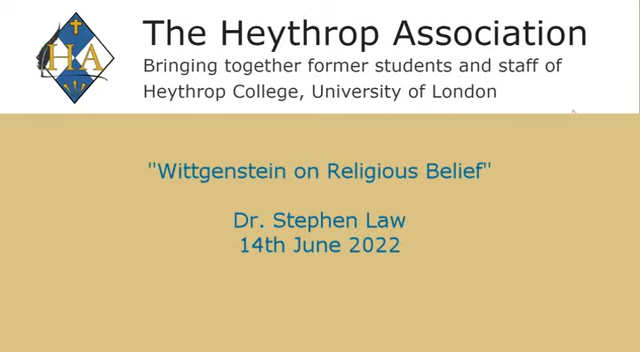 HA
The Heythrop Association
Bringing together former students and staff of
Heythrop College, University of London
"Wittgenstein on Religious Belief"
Dr. Stephen Law
14th June 2022